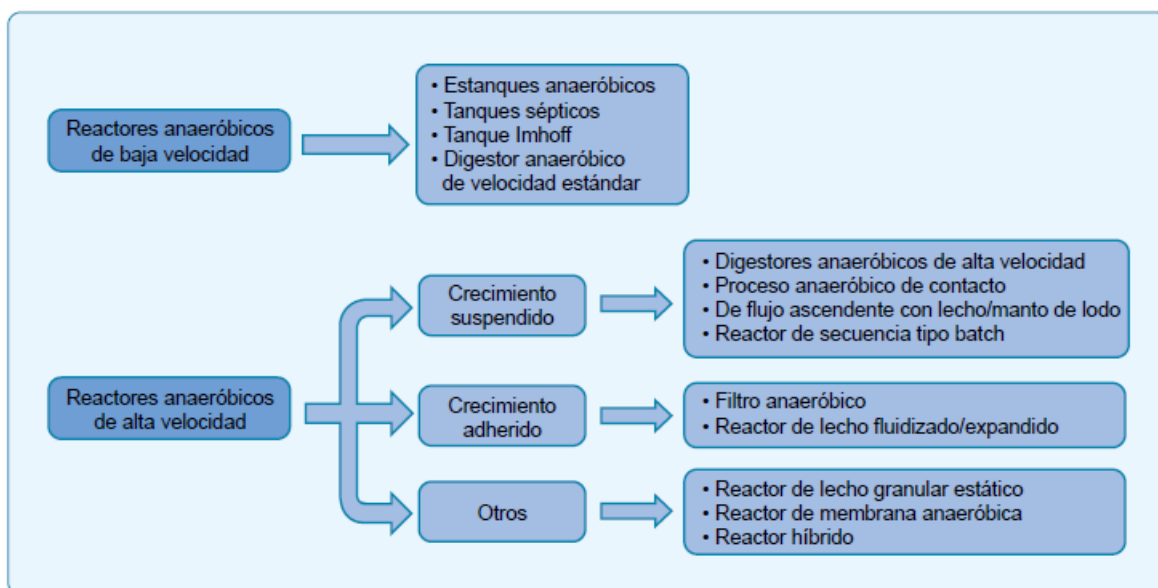 Reactores anaeróbicos
de baja velocidad
• Estanques anaeróbicos
• Tanques sépticos
• Tanque Imhoff
• Digestor anaeróbico
de velocidad estándar
Reactores anaeróbicos
de alta velocidad
Crecimiento
suspendido
• Digestores anaeróbicos de alta velocidad
• Proceso anaeróbico de contacto
• De flujo ascendente con lecho/manto de lodo
• Reactor de secuencia tipo batch
Crecimiento
adherido
• Filtro anaeróbico
• Reactor de lecho fluidizado/expandido
Otros
• Reactor de lecho granular estático
• Reactor de membrana anaeróbica
• Reactor híbrido